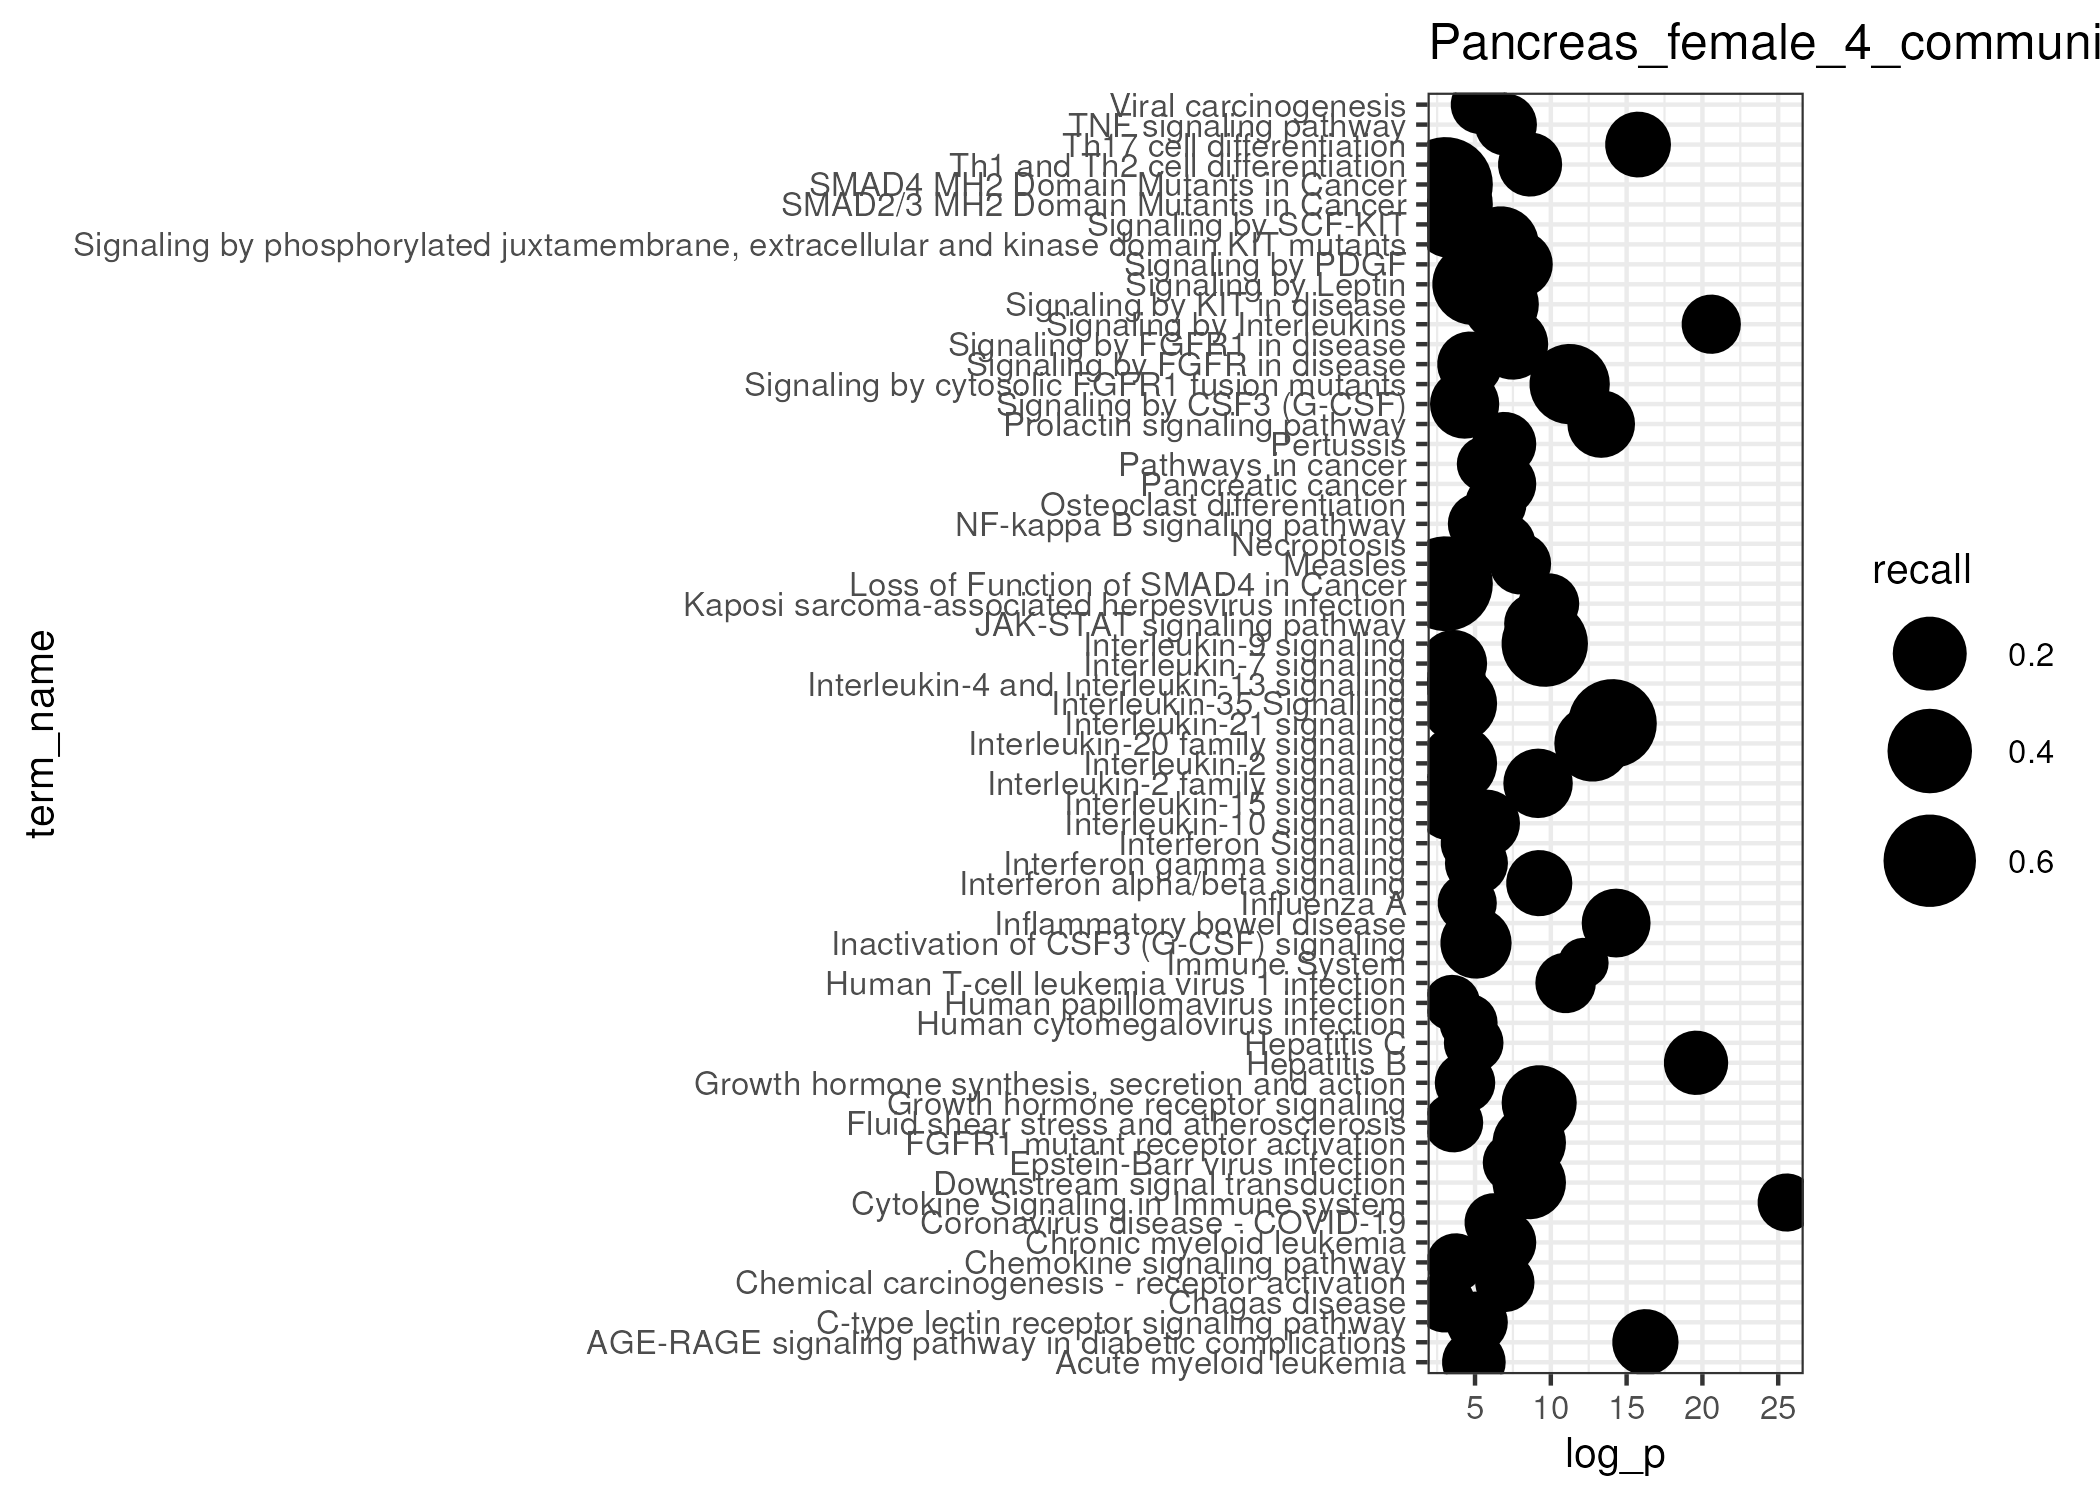 Pancreas_female_4_communi
Viral carcinogenesis
TNF signaling pathway
Th17 cell differentiation
Th1 and Th2 cell differentiation
SMAD4 MH2 Domain Mutants in Cancer
SMAD2/3 MH2 Domain Mutants in Cancer
Signaling by SCF-KIT
Signaling by phosphorylated juxtamembrane, extracellular and kinase domain KIT mutants
Signaling by PDGF
Signaling by Leptin
Signaling by KIT in disease
Signaling by Interleukins
Signaling by FGFR1 in disease
Signaling by FGFR in disease
Signaling by cytosolic FGFR1 fusion mutants
Signaling by CSF3 (G-CSF)
Prolactin signaling pathway
Pertussis
Pathways in cancer
Pancreatic cancer
Osteoclast differentiation
NF-kappa B signaling pathway
Necroptosis
Measles
Loss of Function of SMAD4 in Cancer
Kaposi sarcoma-associated herpesvirus infection
JAK-STAT signaling pathway
Interleukin-9 signaling
Interleukin-7 signaling
Interleukin-4 and Interleukin-13 signaling
Interleukin-35 Signalling
Interleukin-21 signaling
Interleukin-20 family signaling
Interleukin-2 signaling
Interleukin-2 family signaling
Interleukin-15 signaling
Interleukin-10 signaling
Interferon Signaling
Interferon gamma signaling
Interferon alpha/beta signaling
Influenza A
Inflammatory bowel disease
Inactivation of CSF3 (G-CSF) signaling
Immune System
Human T-cell leukemia virus 1 infection
Human papillomavirus infection
Human cytomegalovirus infection
Hepatitis C
Hepatitis B
Growth hormone synthesis, secretion and action
Growth hormone receptor signaling
Fluid shear stress and atherosclerosis
FGFR1 mutant receptor activation
Epstein-Barr virus infection
Downstream signal transduction
Cytokine Signaling in Immune system
Coronavirus disease - COVID-19
Chronic myeloid leukemia
Chemokine signaling pathway
Chemical carcinogenesis - receptor activation
Chagas disease
C-type lectin receptor signaling pathway
AGE-RAGE signaling pathway in diabetic complications
Acute myeloid leukemia
term_name
5 10 15 20 25
log_p
recall
0.2
0.4
0.6